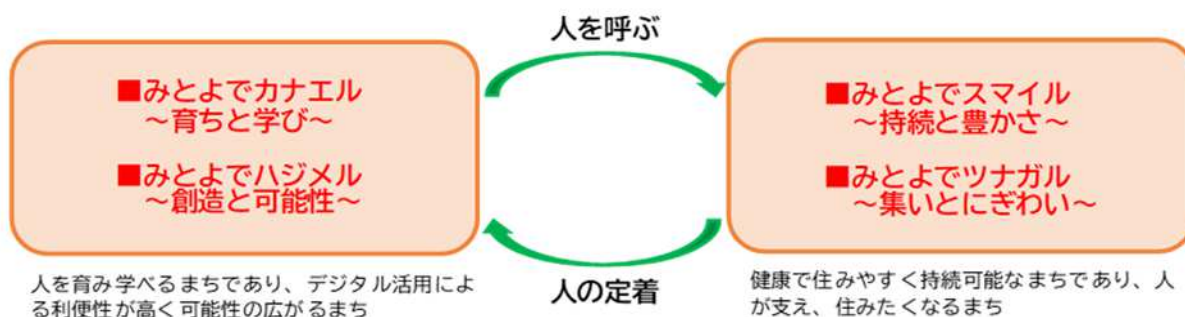 人を呼ぶ
■みとよでカナエル
～育ちと学び～
■みとよでハジメル
～創造と可能性～
■みとよでスマイル
～持続と豊かさ～
■みとよでツナガル
～集いとにぎわい～
人の定着
人を育み学べるまちであり、デジタル活用によ
る利便性が高く可能性の広がるまち
健康で住みやすく持続可能なまちであり、人
が支え、住みたくなるまち